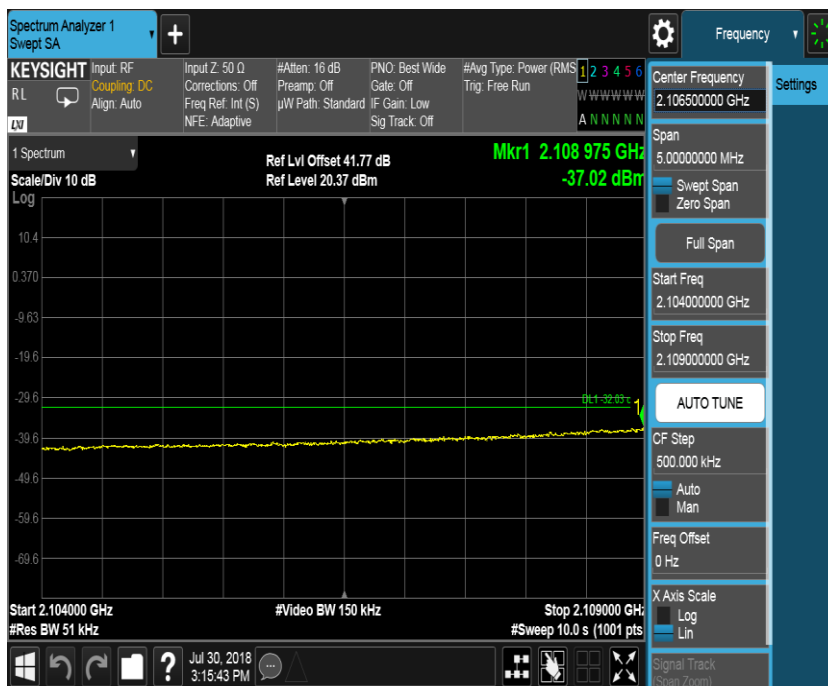 Spectrum Analyzer 1
Swept SA
+
Frequency
KEYSIGHT
RL
LXI
Input: RF
Coupling: DC
Align: Auto
Input Z: 50 Ω
Corrections: Off
Freq Ref: Int (S)
NFE: Adaptive
#Atten: 16 dB
Preamp: Off
µW Path: Standard
PNO: Best Wide
Gate: Off
IF Gain: Low
Sig Track: Off
#Avg Type: Power (RMS
Trig: Free Run
1 2 3 4 5 6
W W W W W W
A N N N N N
1 Spectrum
Scale/Div 10 dB
Ref Lvl Offset 41.77 dB
Ref Level 20.37 dBm
Mkr1 2.108 975 GHz
-37.02 dBm
Log
10.4
0.370
-9.63
-19.6
-29.6
-39.6
-49.6
-59.6
-69.6
DL1 -32.03
1
Start 2.104000 GHz
#Res BW 51 kHz
#Video BW 150 kHz
Stop 2.109000 GHz
#Sweep 10.0 s (1001 pts
?
Jul 30, 2018
3:15:43 PM
Center Frequency
2.106500000 GHz
Span
5.00000000 MHz
Swept Span
Zero Span
Full Span
Start Freq
2.104000000 GHz
Stop Freq
2.109000000 GHz
AUTO TUNE
CF Step
500.000 kHz
Auto
Man
Freq Offset
0 Hz
X Axis Scale
Log
Lin
Signal Track
(Span Zoom)
Settings